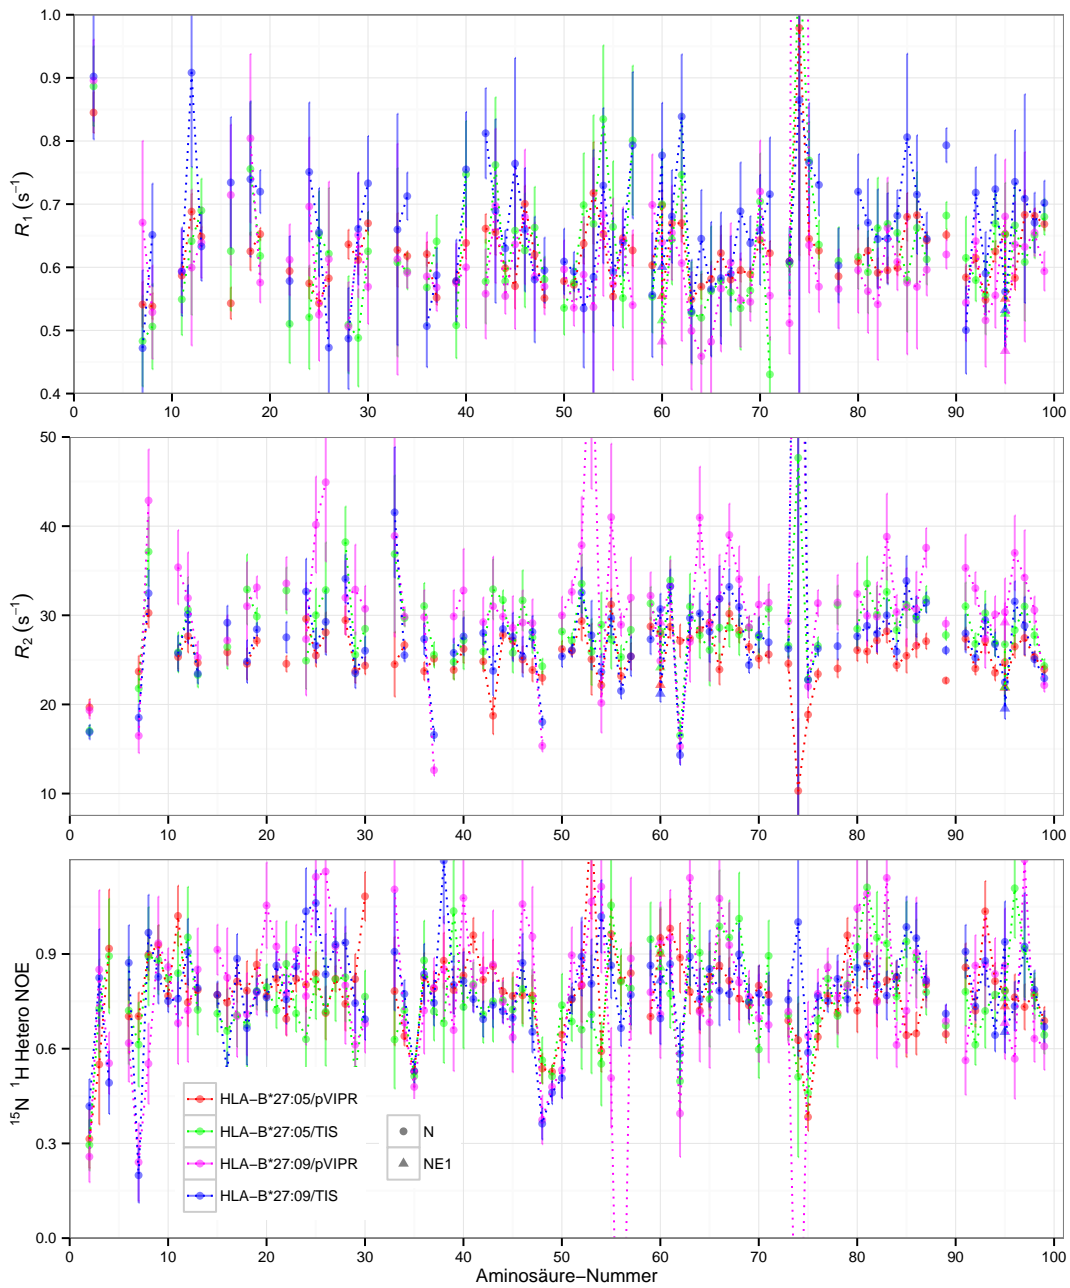 1.0
0.9
0.8
0.7
0.6
0.5
0.4
R₁ (s⁻¹)
0 10 20 30 40 50 60 70 80 90 100
50
40
30
20
10
R₂ (s⁻¹)
0 10 20 30 40 50 60 70 80 90 100
0.9
0.6
0.3
0.0
¹⁵N ¹H Hetero NOE
HLA−B*27:05/pVIPR
HLA−B*27:05/TIS
HLA−B*27:09/pVIPR
HLA−B*27:09/TIS
N
NE1
0 10 20 30 40 50 60 70 80 90 100
Aminosäure−Nummer